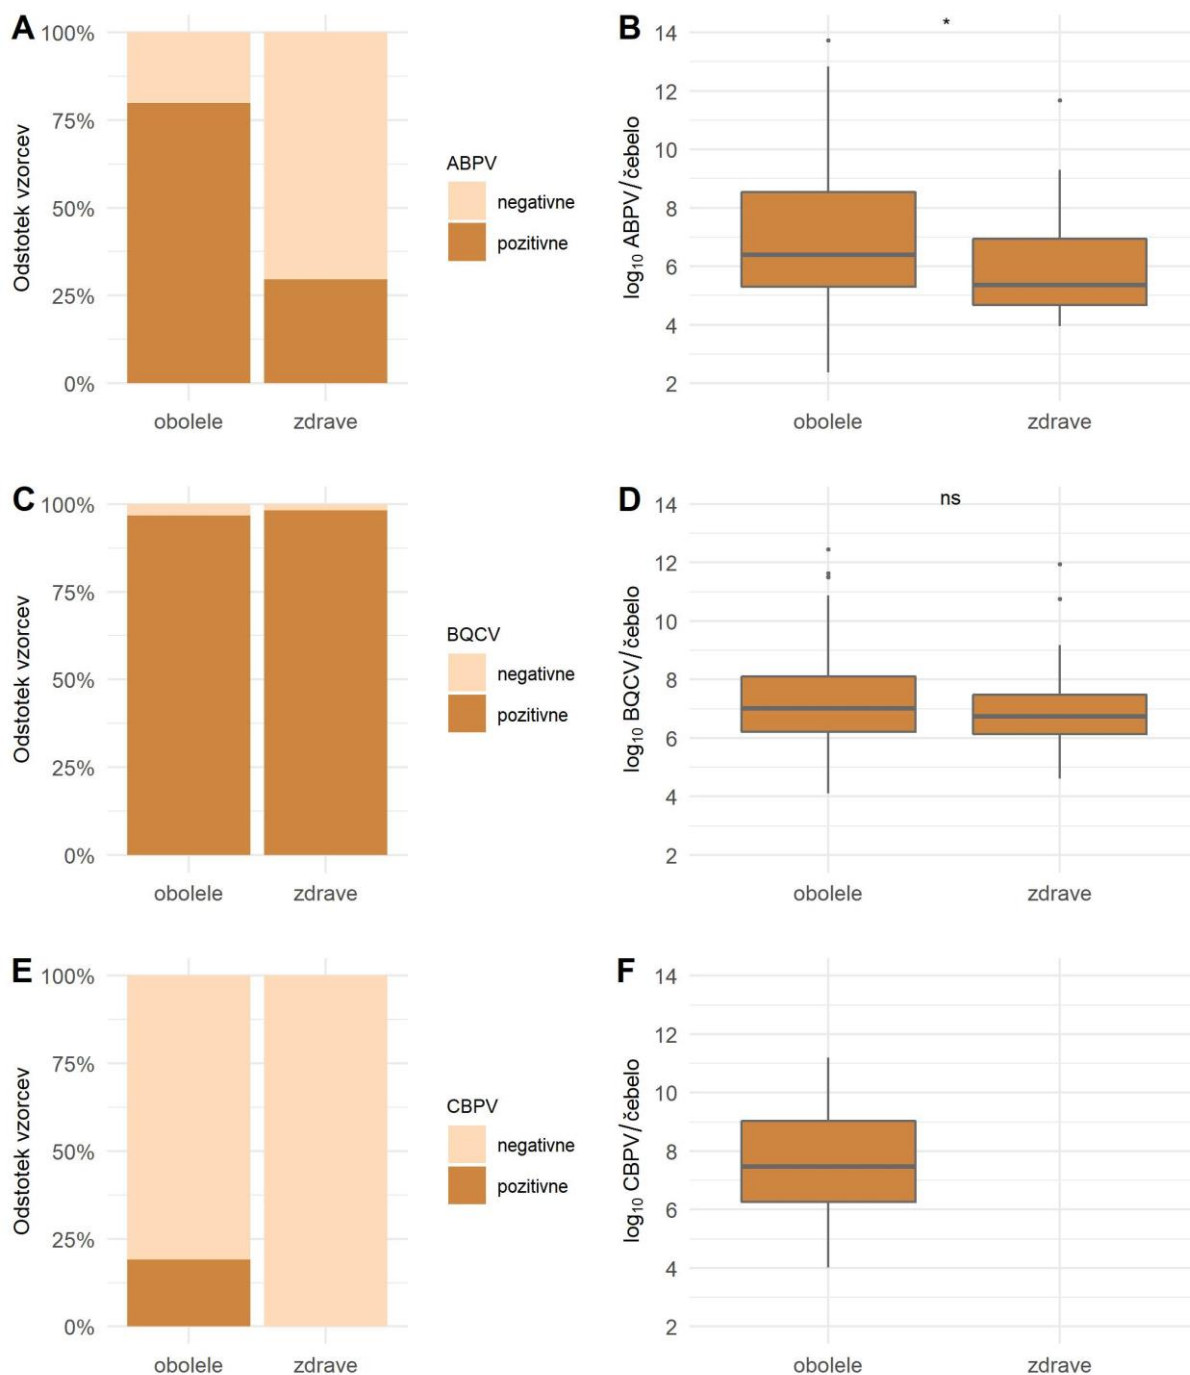 A
100%
75%
50%
25%
0%
Odstotek vzorcev
obolele zdrave
ABPV
negativne
pozitivne
B
*
14
12
10
8
6
4
2
log₁₀ ABPV/čebelo
obolele zdrave
C
100%
75%
50%
25%
0%
Odstotek vzorcev
obolele zdrave
BQCV
negativne
pozitivne
D
ns
14
12
10
8
6
4
2
log₁₀ BQCV/čebelo
obolele zdrave
E
100%
75%
50%
25%
0%
Odstotek vzorcev
obolele zdrave
CBPV
negativne
pozitivne
F
14
12
10
8
6
4
2
log₁₀ CBPV/čebelo
obolele zdrave